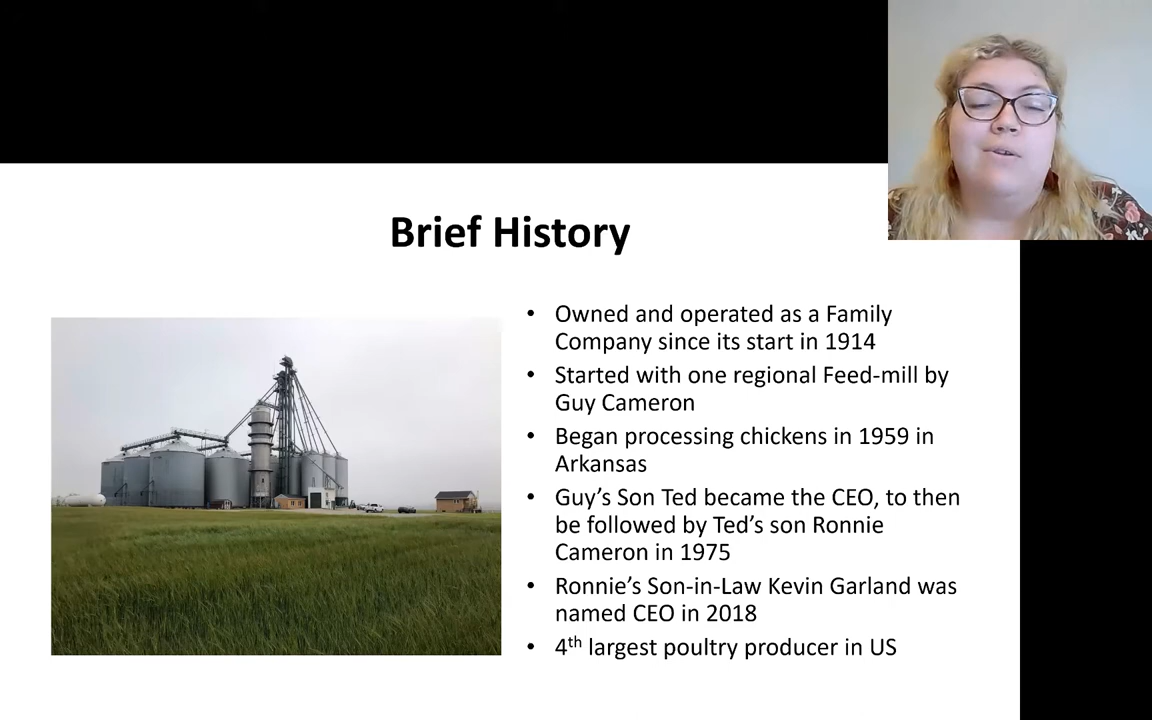 Brief History
• Owned and operated as a Family
Company since its start in 1914
• Started with one regional Feed-mill by
Guy Cameron
• Began processing chickens in 1959 in
Arkansas
• Guy’s Son Ted became the CEO, to then
be followed by Ted’s son Ronnie
Cameron in 1975
• Ronnie’s Son-in-Law Kevin Garland was
named CEO in 2018
• 4th largest poultry producer in US